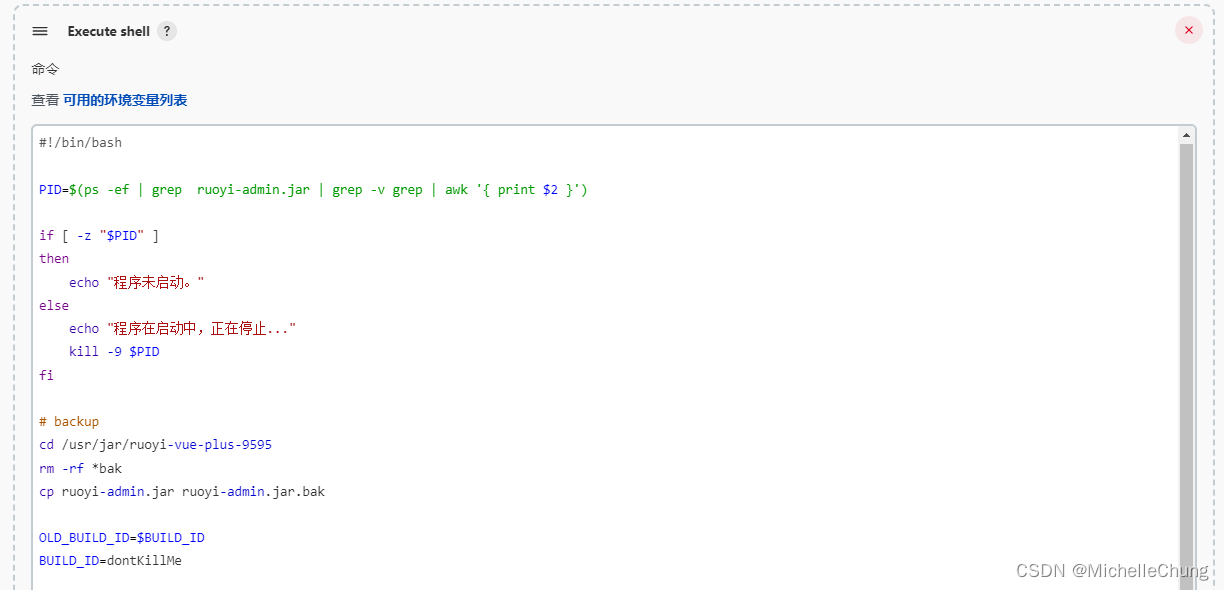 Execute shell ?
命令
查看 可用的环境变量列表
#!/bin/bash
PID=$(ps -ef | grep  ruoyi-admin.jar | grep -v grep | awk '{ print $2 }')
if [ -z "$PID" ]
then
    echo "程序未启动。"
else
    echo "程序在启动中，正在停止..."
    kill -9 $PID
fi
# backup
cd /usr/jar/ruoyi-vue-plus-9595
rm -rf *bak
cp ruoyi-admin.jar ruoyi-admin.jar.bak
OLD_BUILD_ID=$BUILD_ID
BUILD_ID=dontKillMe
CSDN @MichelleChung